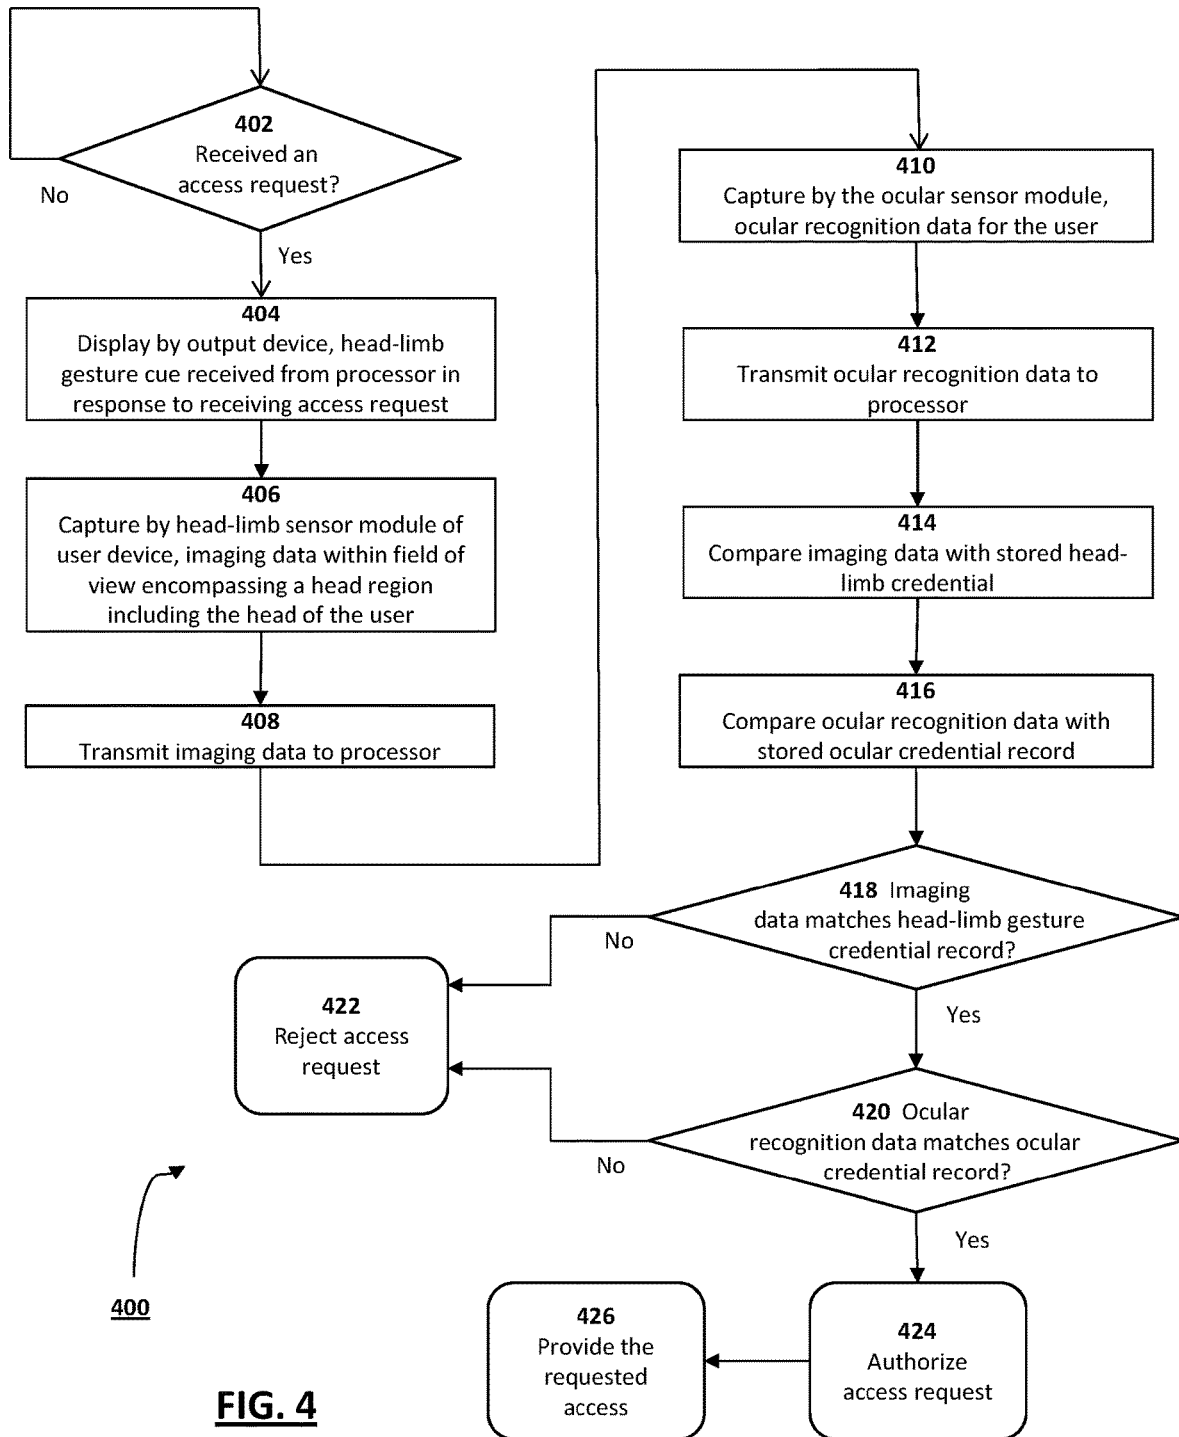 402
Received an
access request?
No
Yes
404
Display by output device, head-limb
gesture cue received from processor in
response to receiving access request
406
Capture by head-limb sensor module of
user device, imaging data within field of
view encompassing a head region
including the head of the user
408
Transmit imaging data to processor
410
Capture by the ocular sensor module,
ocular recognition data for the user
412
Transmit ocular recognition data to
processor
414
Compare imaging data with stored head-
limb credential
416
Compare ocular recognition data with
stored ocular credential record
418 Imaging
data matches head-limb gesture
credential record?
No
Yes
422
Reject access
request
420 Ocular
recognition data matches ocular
credential record?
No
Yes
424
Authorize
access request
426
Provide the
requested
access
400
FIG. 4